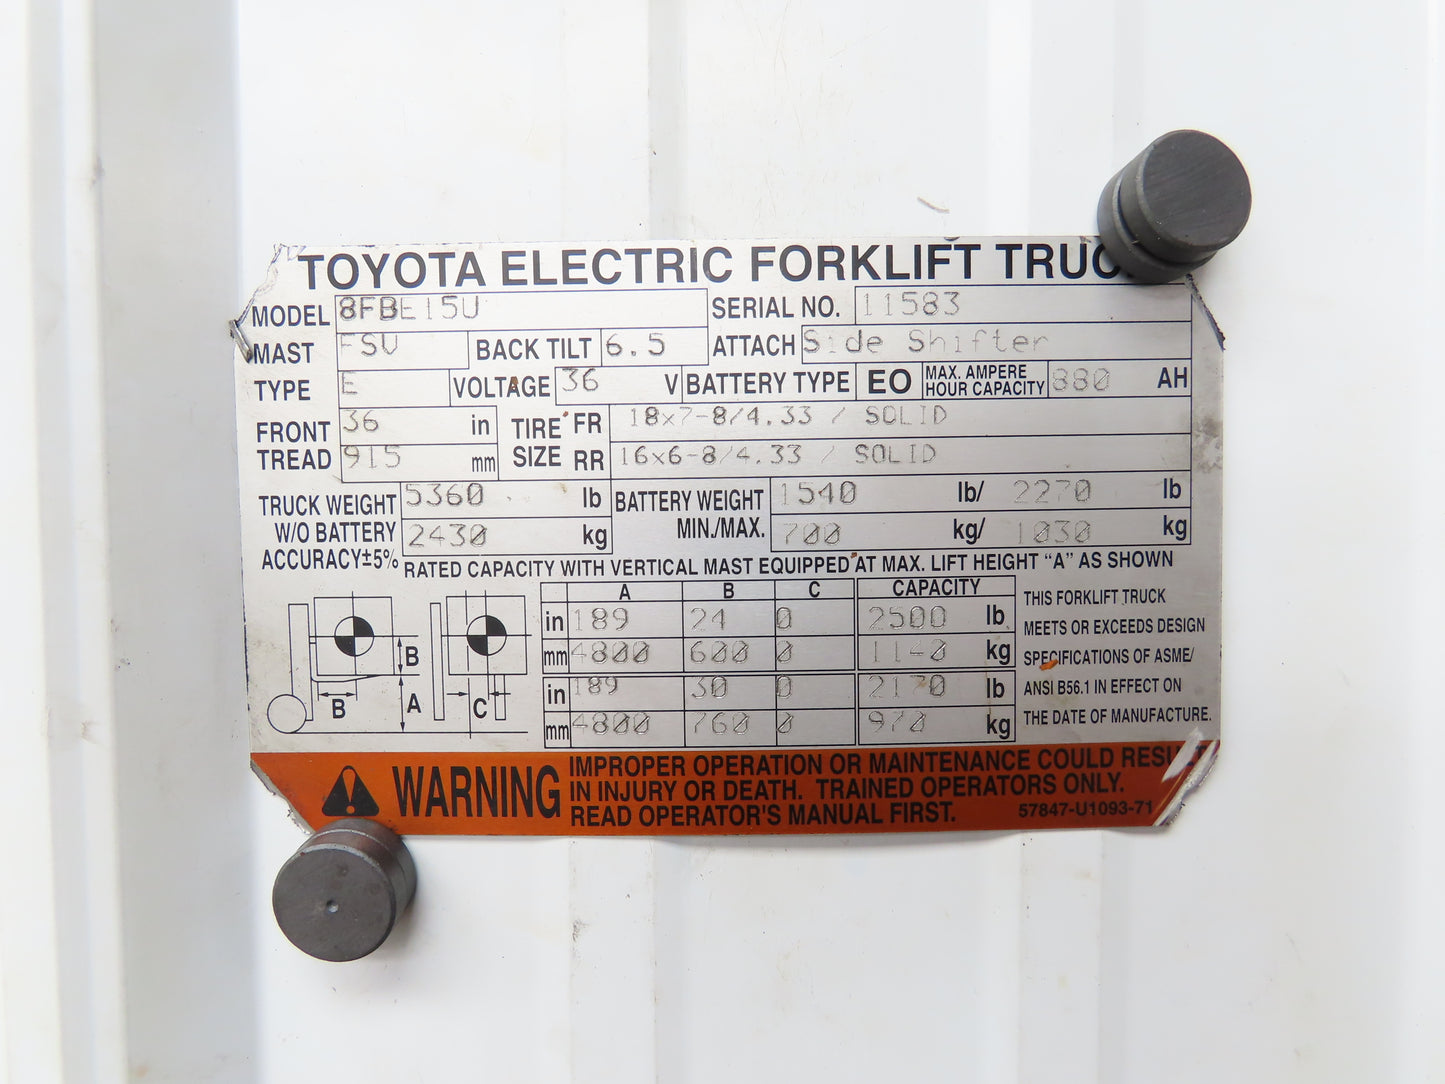 TOYOTA ELECTRIC FORKLIFT TRUC
MODEL 8FBE15U SERIAL NO. 11583
MAST FSV BACK TILT 6.5 ATTACH Side Shifter
TYPE E VOLTAGE 36 V BATTERY TYPE EO MAX. AMPERE HOUR CAPACITY 880 AH
FRONT TREAD 36 in TIRE SIZE FR 18x7-8/4.33 / SOLID
915 mm RR 16x6-8/4.33 / SOLID
TRUCK WEIGHT 5360 lb BATTERY WEIGHT 1540 lb/ 2270 lb
W/O BATTERY 2430 kg MIN./MAX. 700 kg/ 1030 kg
ACCURACY±5% RATED CAPACITY WITH VERTICAL MAST EQUIPPED AT MAX. LIFT HEIGHT "A" AS SHOWN
A B C CAPACITY
in 189 24 0 2500 lb
mm 4800 600 0 1140 kg
in 189 30 0 2130 lb
mm 4800 760 0 970 kg
B B A C
THIS FORKLIFT TRUCK
MEETS OR EXCEEDS DESIGN
SPECIFICATIONS OF ASME/
ANSI B56.1 IN EFFECT ON
THE DATE OF MANUFACTURE.
WARNING
IMPROPER OPERATION OR MAINTENANCE COULD RESULT
IN INJURY OR DEATH. TRAINED OPERATORS ONLY.
READ OPERATOR'S MANUAL FIRST. 57847-U1093-71